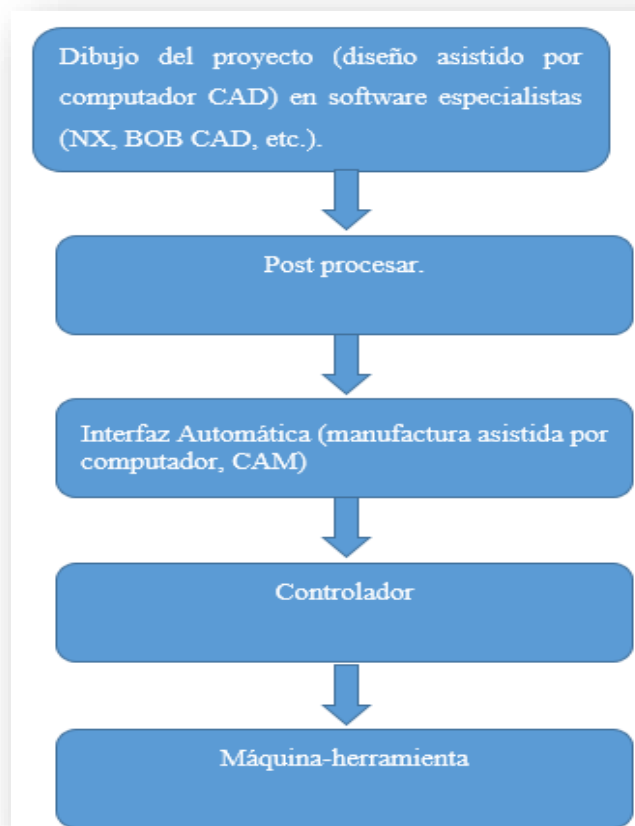 Dibujo del proyecto (diseño asistido por
computador CAD) en software especialistas
(NX, BOB CAD, etc.).
Post procesar.
Interfaz Automática (manufactura asistida por
computador, CAM)
Controlador
Máquina-herramienta